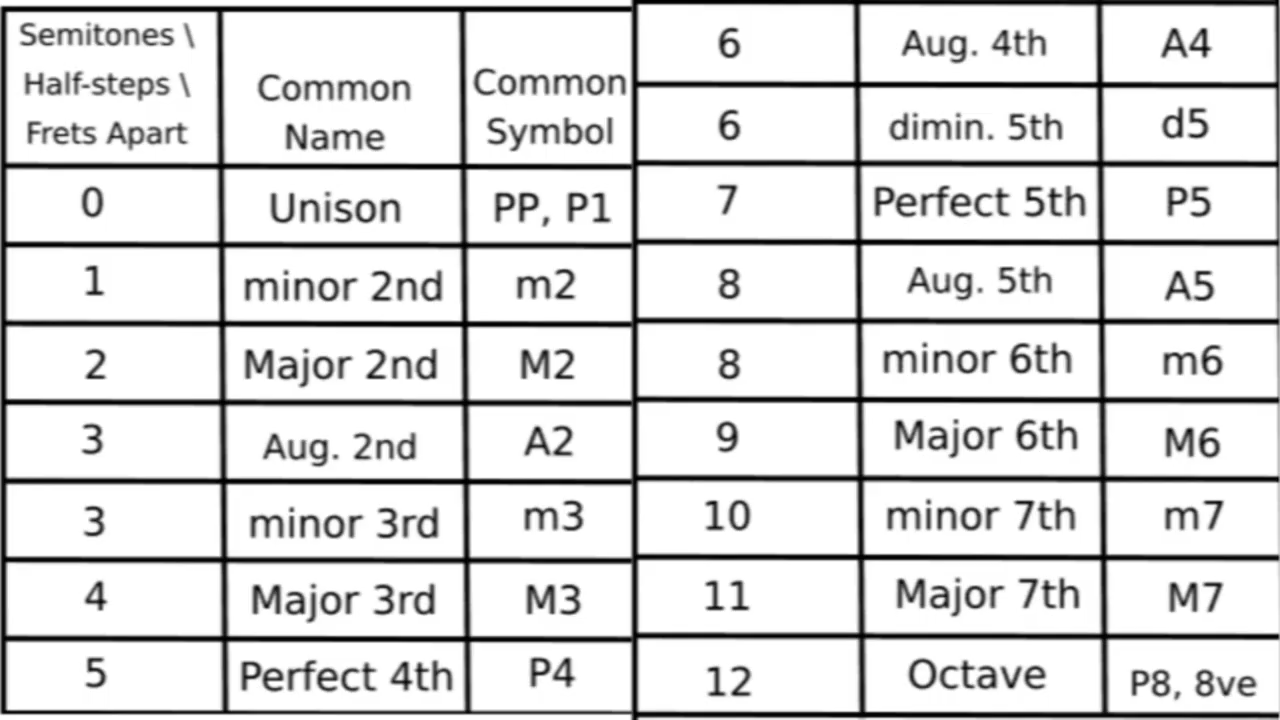 Semitones \
Half-steps \
Frets Apart
Common
Name
Common
Symbol
0 Unison PP, P1
1 minor 2nd m2
2 Major 2nd M2
3 Aug. 2nd A2
3 minor 3rd m3
4 Major 3rd M3
5 Perfect 4th P4
6 Aug. 4th A4
6 dimin. 5th d5
7 Perfect 5th P5
8 Aug. 5th A5
8 minor 6th m6
9 Major 6th M6
10 minor 7th m7
11 Major 7th M7
12 Octave P8, 8ve